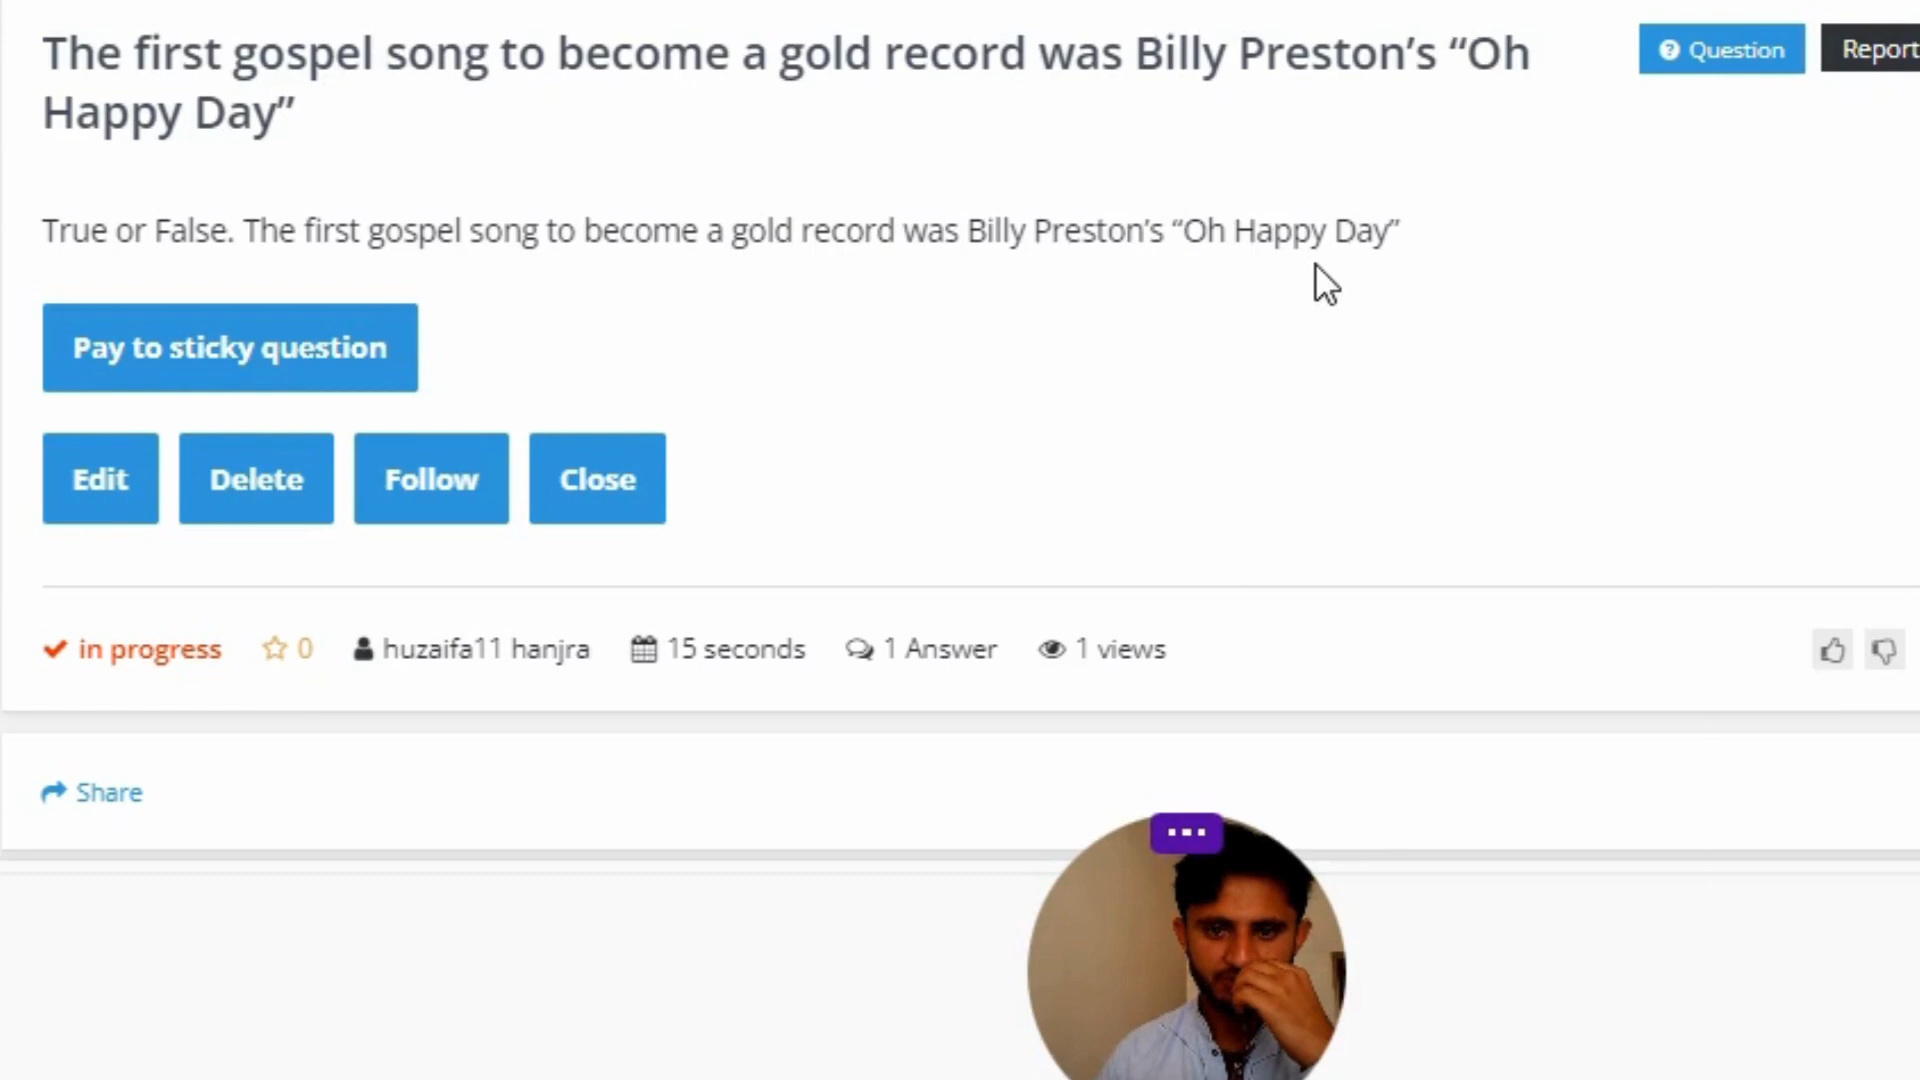 The first gospel song to become a gold record was Billy Preston’s “Oh
Happy Day”
Question
Report
True or False. The first gospel song to become a gold record was Billy Preston’s “Oh Happy Day”
Pay to sticky question
Edit
Delete
Follow
Close
in progress
0
huzaifa11 hanjra
15 seconds
1 Answer
1 views
Share